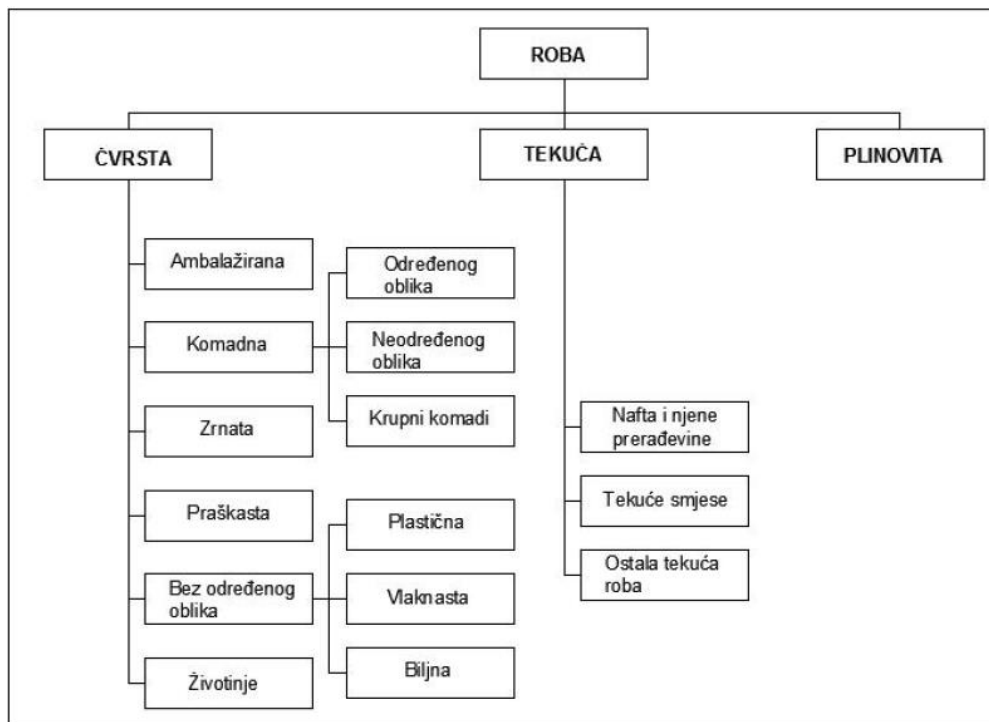 ROBA
ČVRSTA
TEKUĆA
PLINOVITA
Ambalažirana
Komadna
Zrnata
Praškasta
Bez određenog
oblika
Životinje
Određenog
oblika
Neodređenog
oblika
Krupni komadi
Plastična
Vlaknasta
Biljna
Nafta i njene
prerađevine
Tekuće smjese
Ostala tekuća
roba